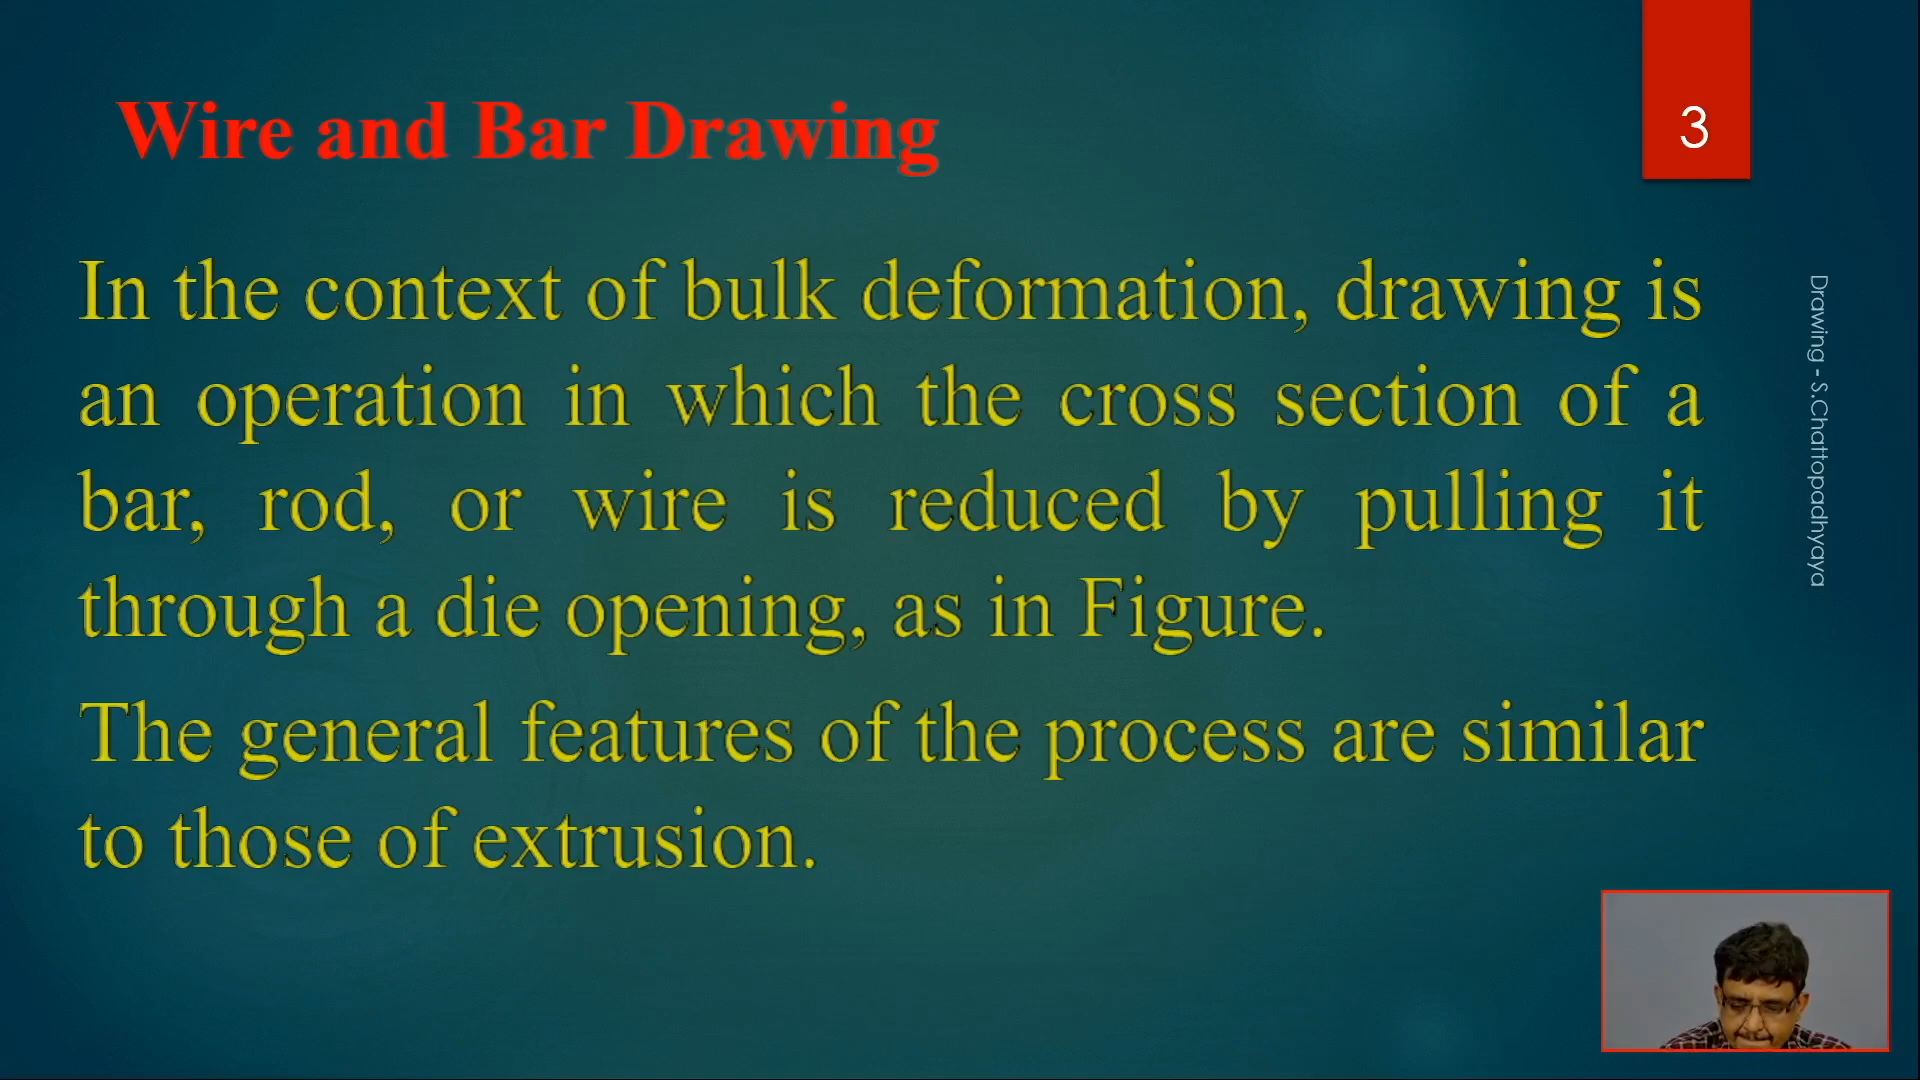 Wire and Bar Drawing
3
In the context of bulk deformation, drawing is
an operation in which the cross section of a
bar, rod, or wire is reduced by pulling it
through a die opening, as in Figure.
The general features of the process are similar
to those of extrusion.
Drawing - S.Chattopadhyaya